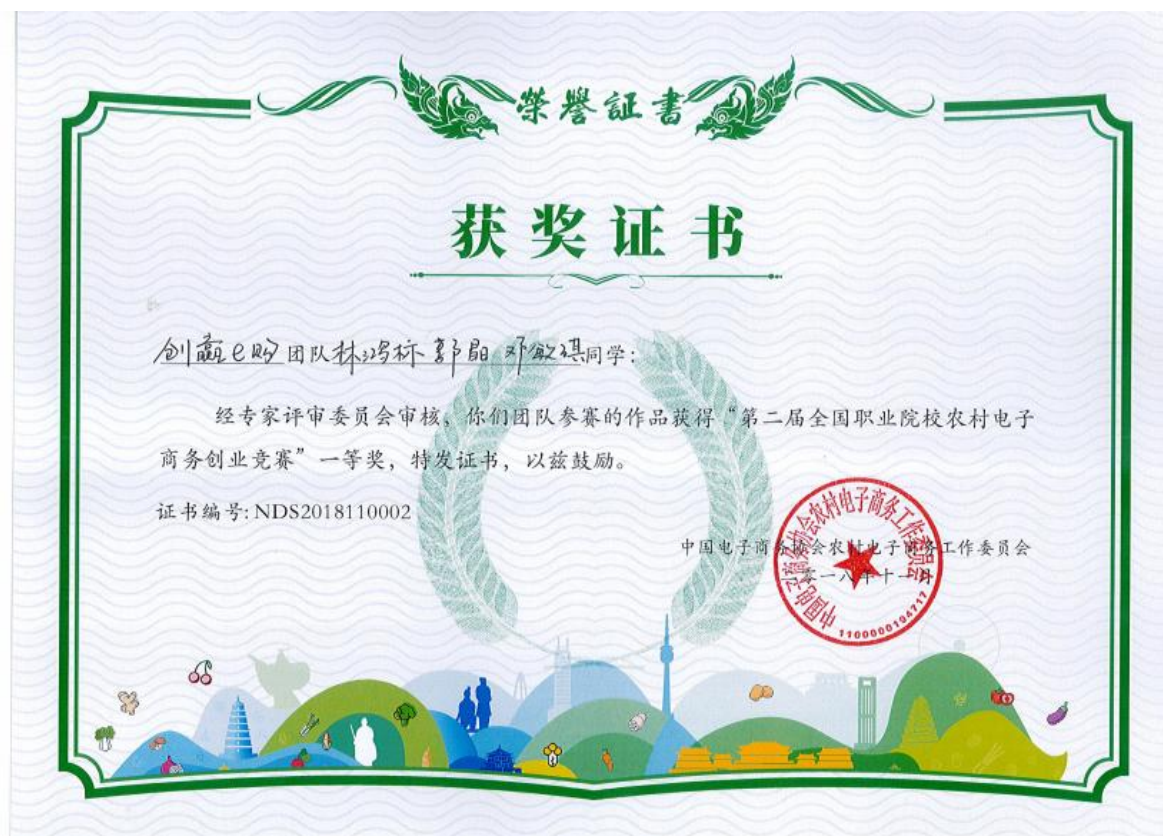 榮譽証書
获奖证书
创赢e购团队林鸿标 郭晶 邓敏琪同学:
经专家评审委员会审核，你们团队参赛的作品获得“第二届全国职业院校农村电子
商务创业竞赛”一等奖，特发证书，以兹鼓励。
证书编号: NDS2018110002
中国电子商务协会农村电子商务工作委员会
二零一八年十一月
中国电子商务协会农村电子商务工作委员会
1100000194717